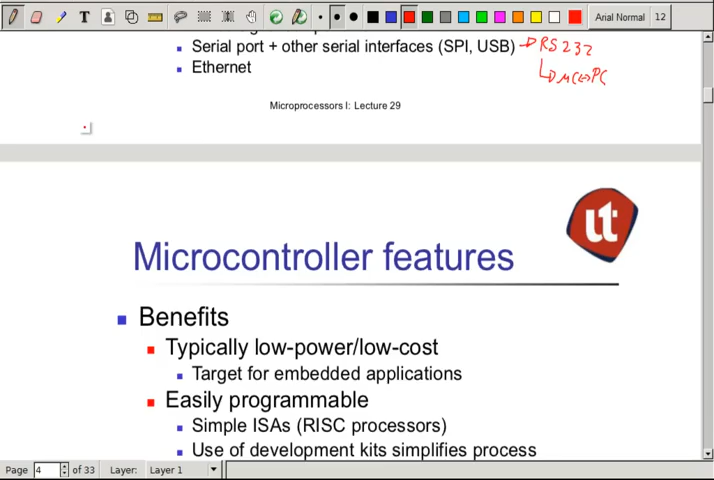 T Arial Normal 12
Serial port + other serial interfaces (SPI, USB) → RS 232
Ethernet μC↔PC
Microprocessors I: Lecture 29
Microcontroller features
Benefits
Typically low-power/low-cost
Target for embedded applications
Easily programmable
Simple ISAs (RISC processors)
Use of development kits simplifies process
Page 4 of 33 Layer: Layer 1